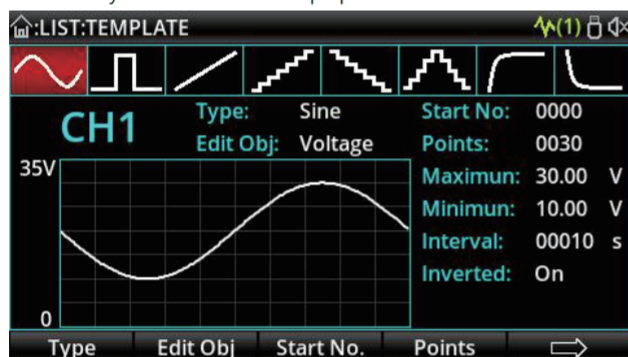 :LIST:TEMPLATE (1)
CH1
Type: Sine
Edit Obj: Voltage
Start No: 0000
Points: 0030
Maximun: 30.00 V
Minimun: 10.00 V
Interval: 00010 s
Inverted: On
35V
0
Type Edit Obj Start No. Points